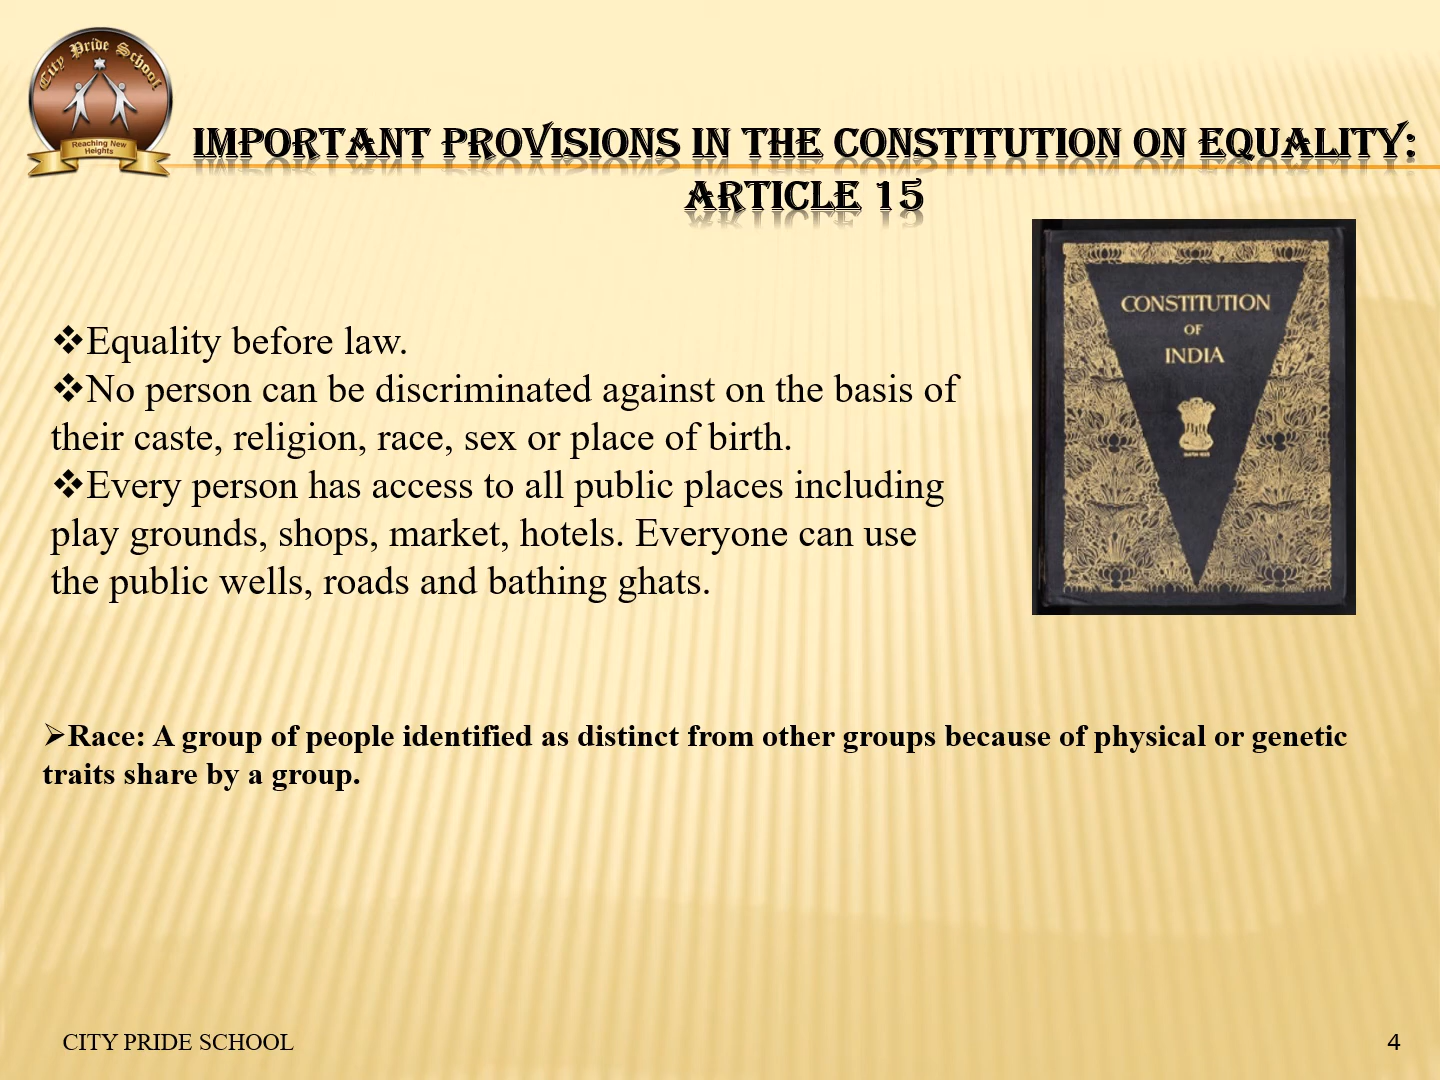 City Pride School
Reaching New
Heights
IMPORTANT PROVISIONS IN THE CONSTITUTION ON EQUALITY:
ARTICLE 15
CONSTITUTION
OF
INDIA
❖Equality before law.
❖No person can be discriminated against on the basis of
their caste, religion, race, sex or place of birth.
❖Every person has access to all public places including
play grounds, shops, market, hotels. Everyone can use
the public wells, roads and bathing ghats.
➢Race: A group of people identified as distinct from other groups because of physical or genetic
traits share by a group.
CITY PRIDE SCHOOL
4